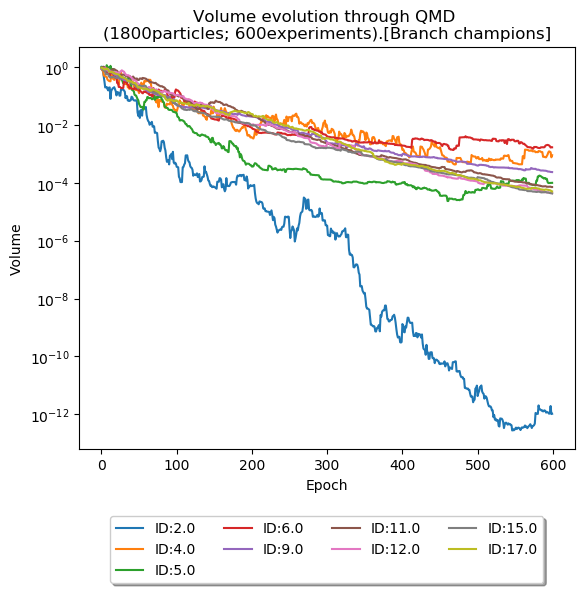 Volume evolution through QMD
(1800particles; 600experiments).[Branch champions]
10⁰
10⁻²
10⁻⁴
10⁻⁶
10⁻⁸
10⁻¹⁰
10⁻¹²
Volume
0 100 200 300 400 500 600
Epoch
ID:2.0 ID:6.0 ID:11.0 ID:15.0
ID:4.0 ID:9.0 ID:12.0 ID:17.0
ID:5.0